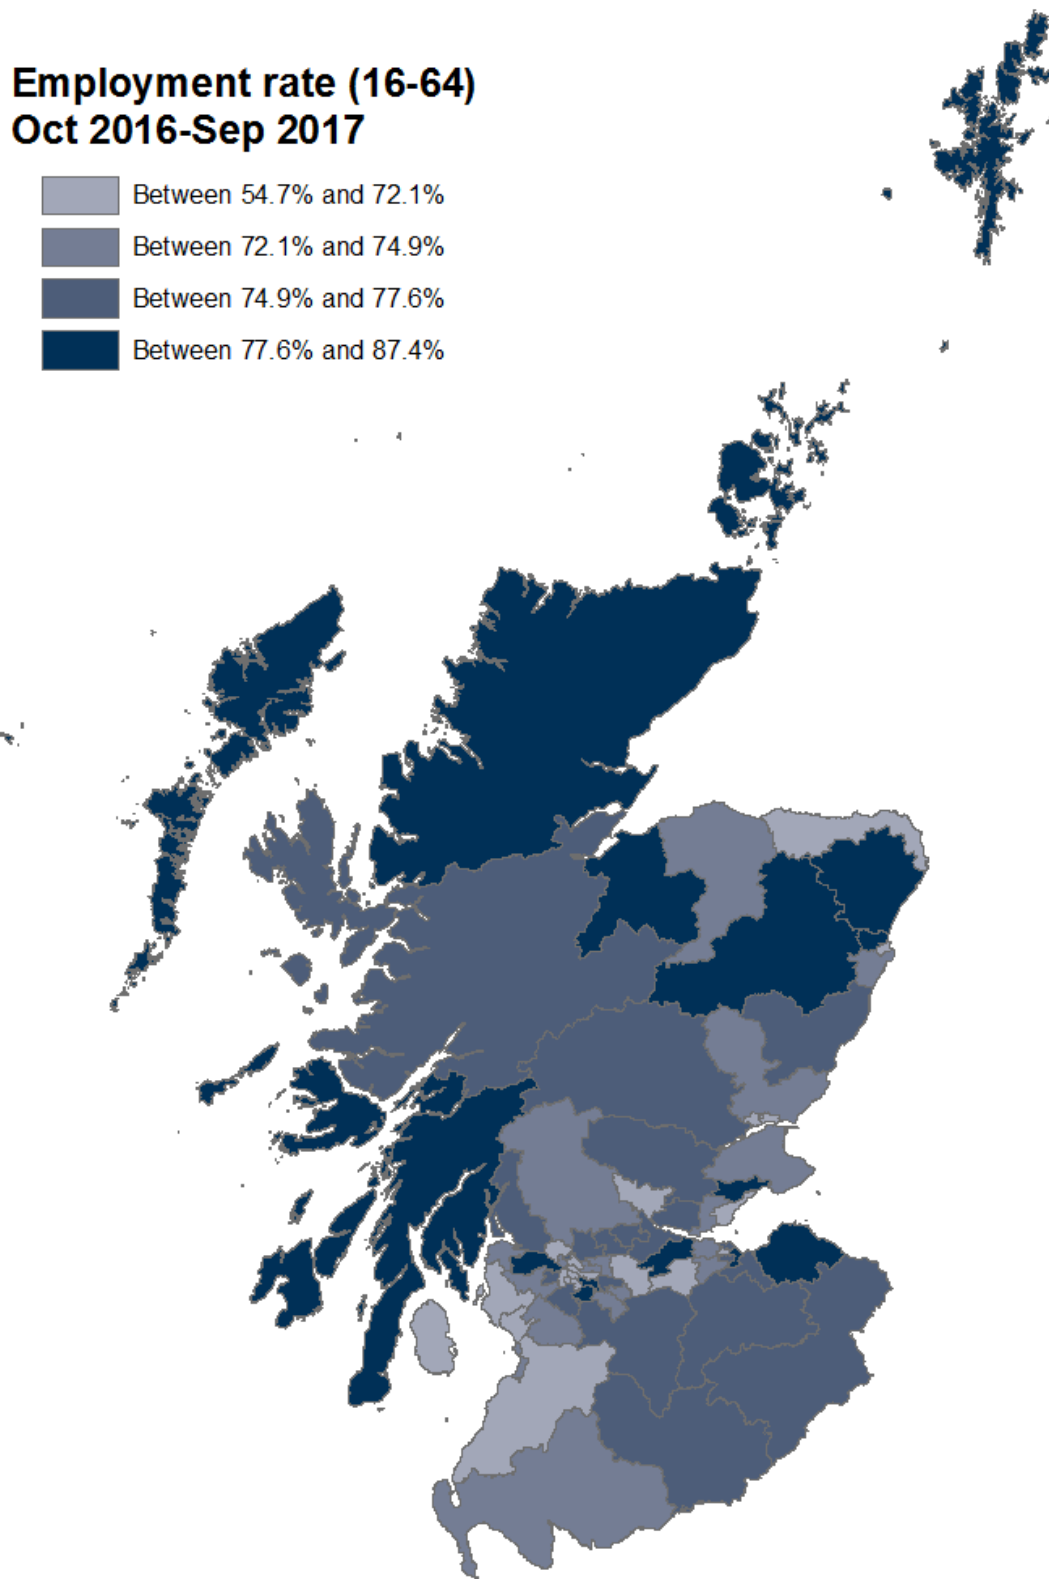 Employment rate (16-64)
Oct 2016-Sep 2017
Between 54.7% and 72.1%
Between 72.1% and 74.9%
Between 74.9% and 77.6%
Between 77.6% and 87.4%